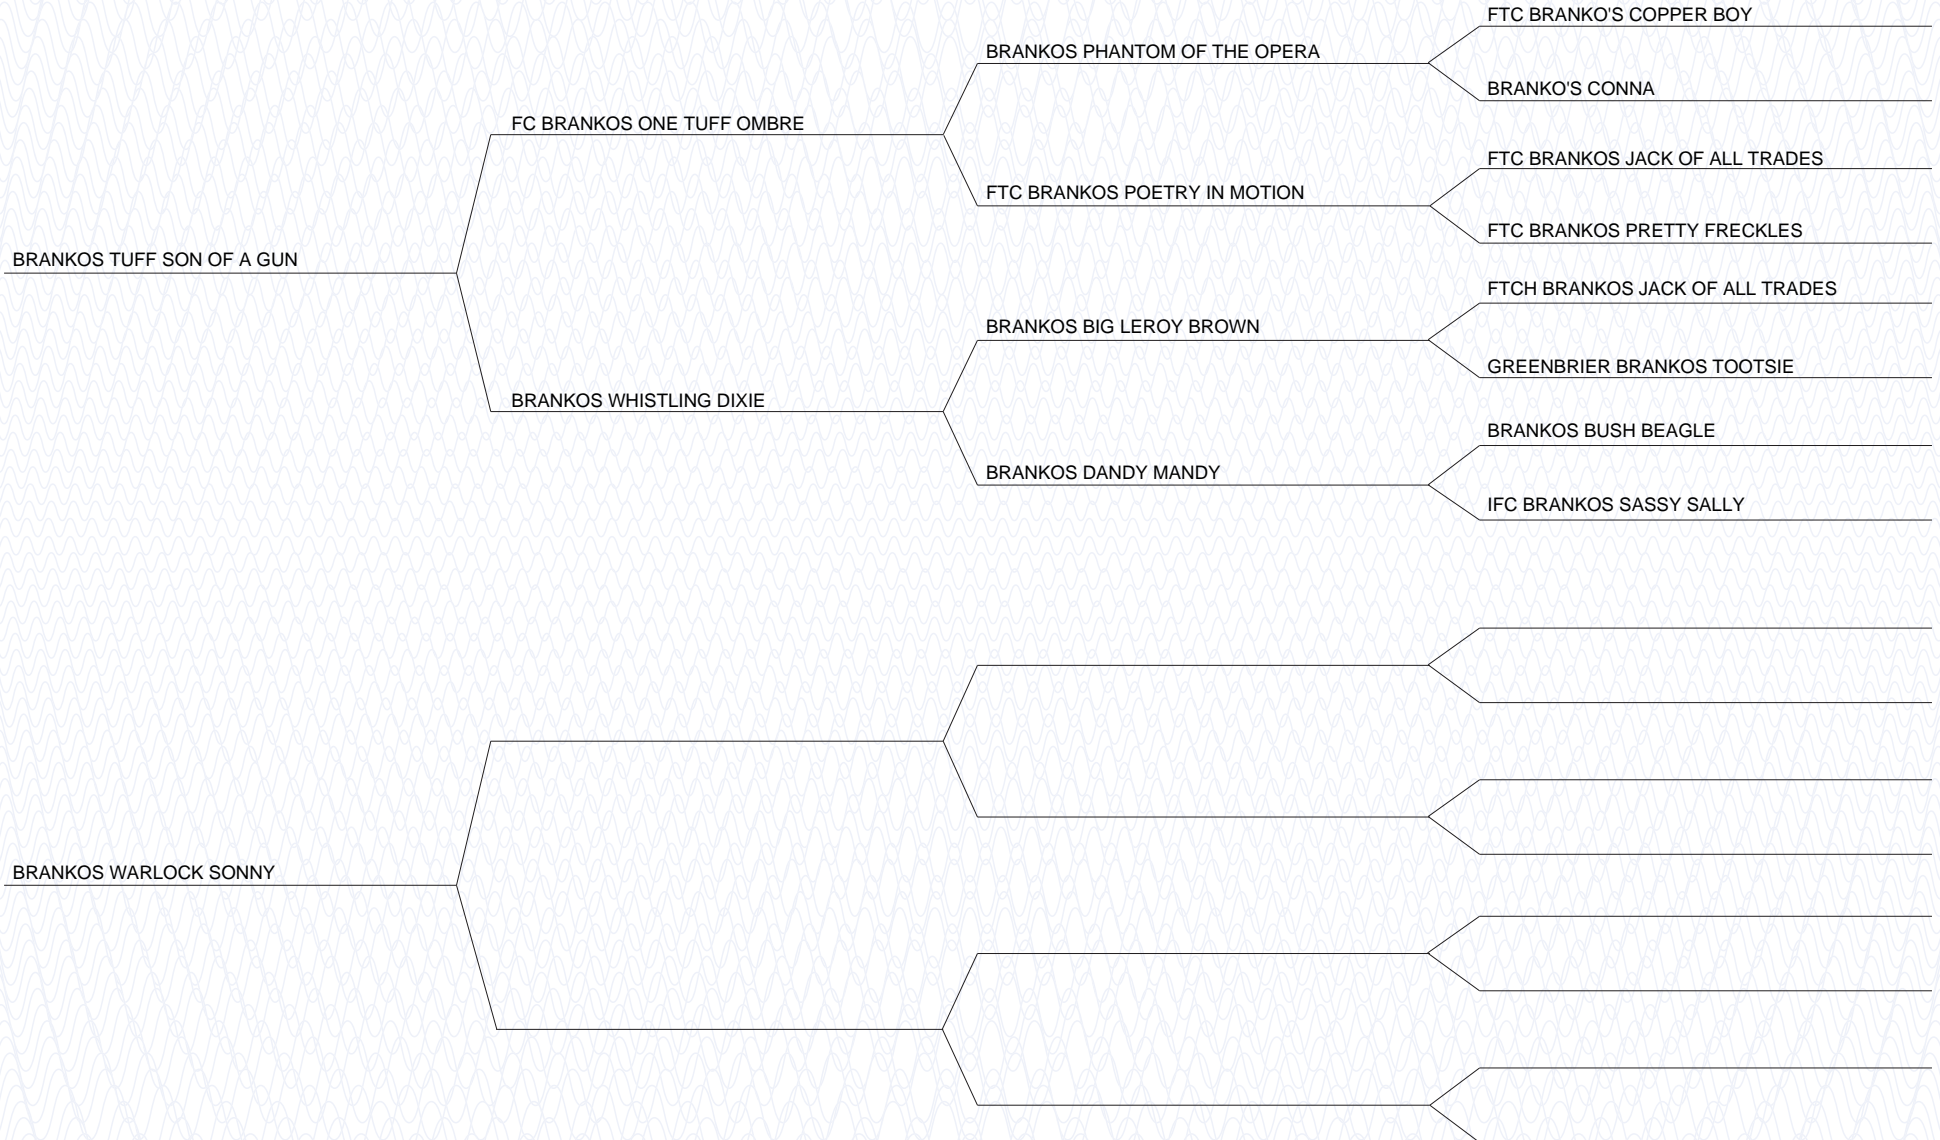 FTC BRANKO'S COPPER BOY
BRANKOS PHANTOM OF THE OPERA
BRANKO'S CONNA
FC BRANKOS ONE TUFF OMBRE
FTC BRANKOS JACK OF ALL TRADES
FTC BRANKOS POETRY IN MOTION
FTC BRANKOS PRETTY FRECKLES
BRANKOS TUFF SON OF A GUN
FTCH BRANKOS JACK OF ALL TRADES
BRANKOS BIG LEROY BROWN
GREENBRIER BRANKOS TOOTSIE
BRANKOS WHISTLING DIXIE
BRANKOS BUSH BEAGLE
BRANKOS DANDY MANDY
IFC BRANKOS SASSY SALLY
BRANKOS WARLOCK SONNY